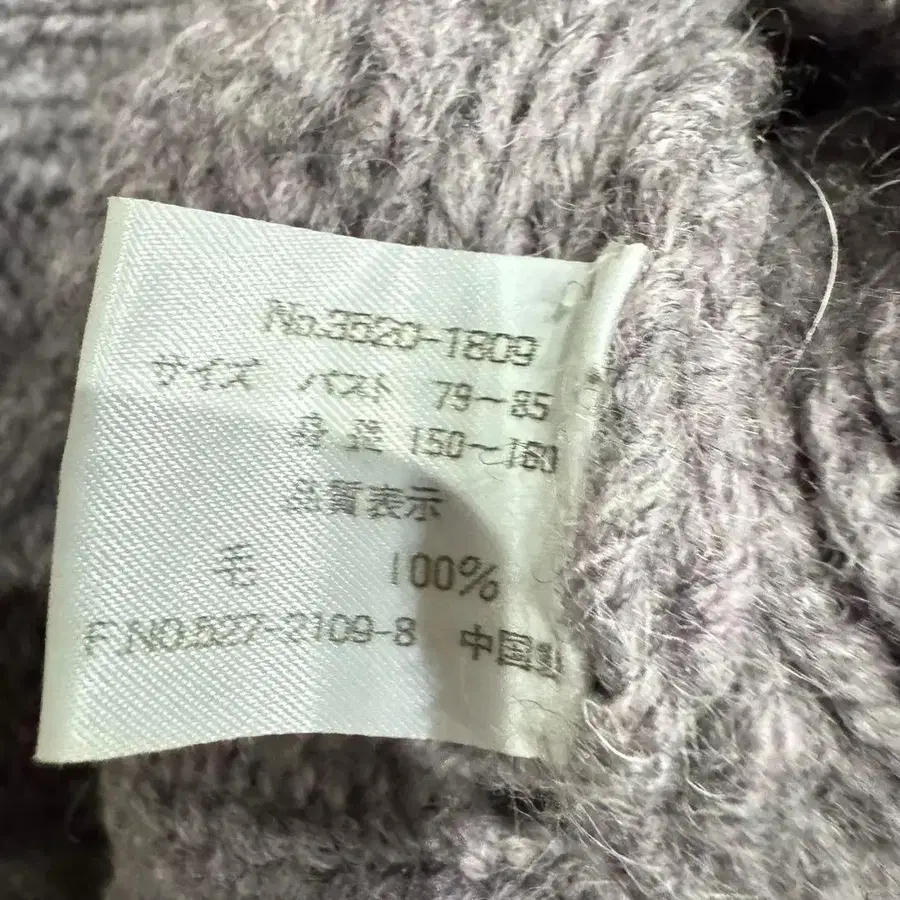 No.3520-1809
サイズ バスト 79〜85
身丈 150〜160
品質表示
毛 100%
F.NO.527-2109-8 中国製